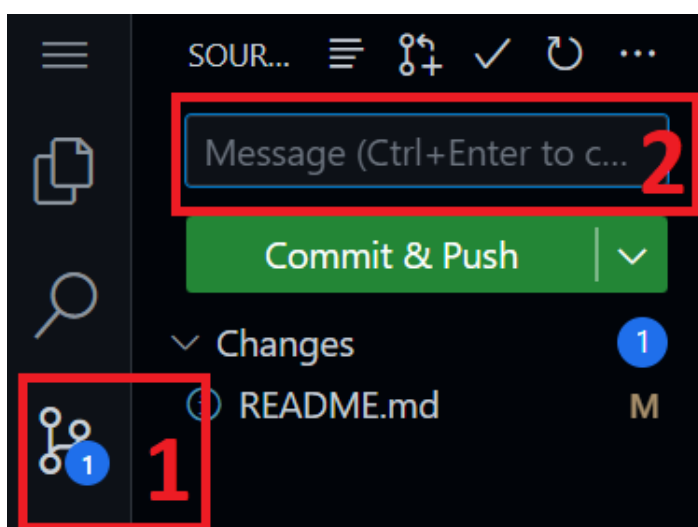 SOUR...
Message (Ctrl+Enter to c...
2
Commit & Push
Changes
1
README.md
M
1
1